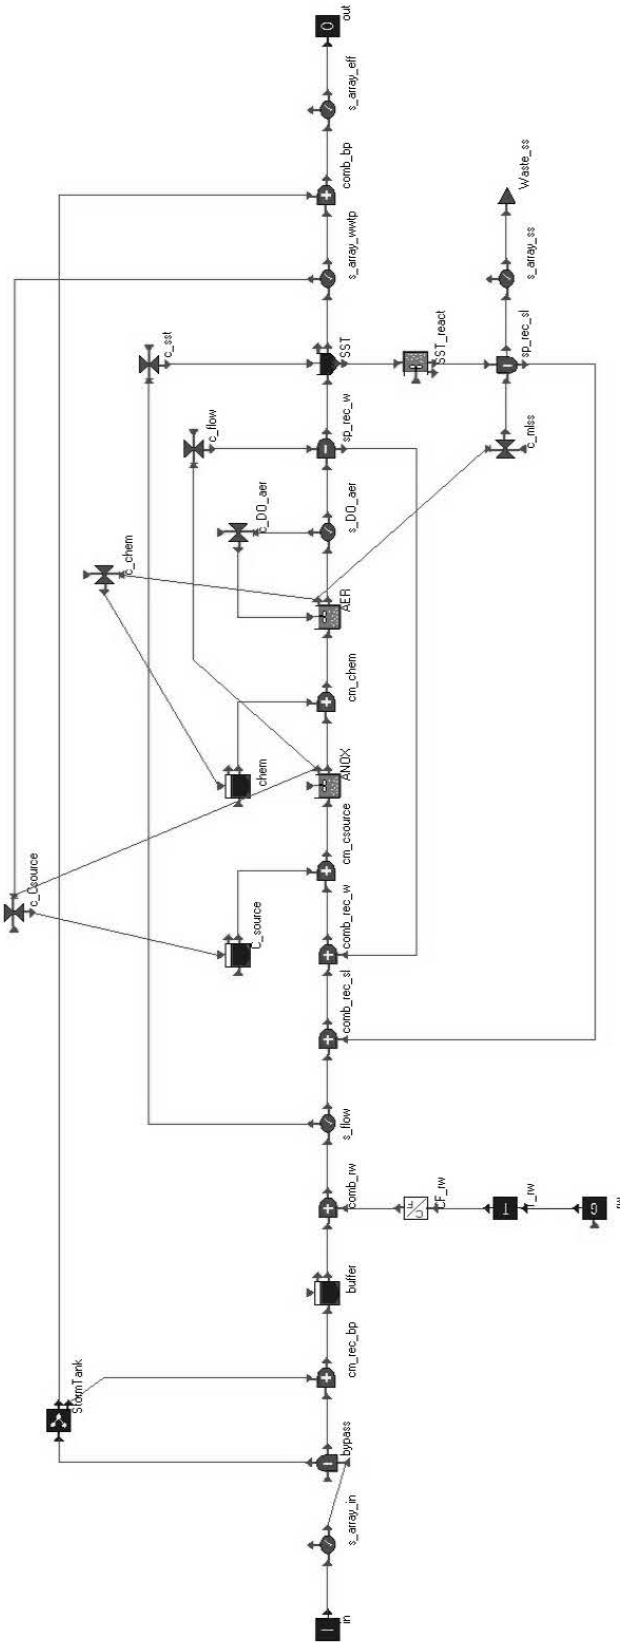 out
s_array_eff
comb_bp
s_array_wwtp
Waste_ss
s_array_ss
sp_rec_sl
c_mlss
SST_react
SST
c_sst
sp_rec_w
c_flow
s_DO_aer
c_DO_aer
AER
c_chem
cm_chem
chem
ANOX
cm_csource
c_Csource
C_source
comb_rec_w
comb_rec_sl
s_flow
comb_rw
CF_rw
buffer
cm_rec_bp
StormTank
bypass
s_array_in
in